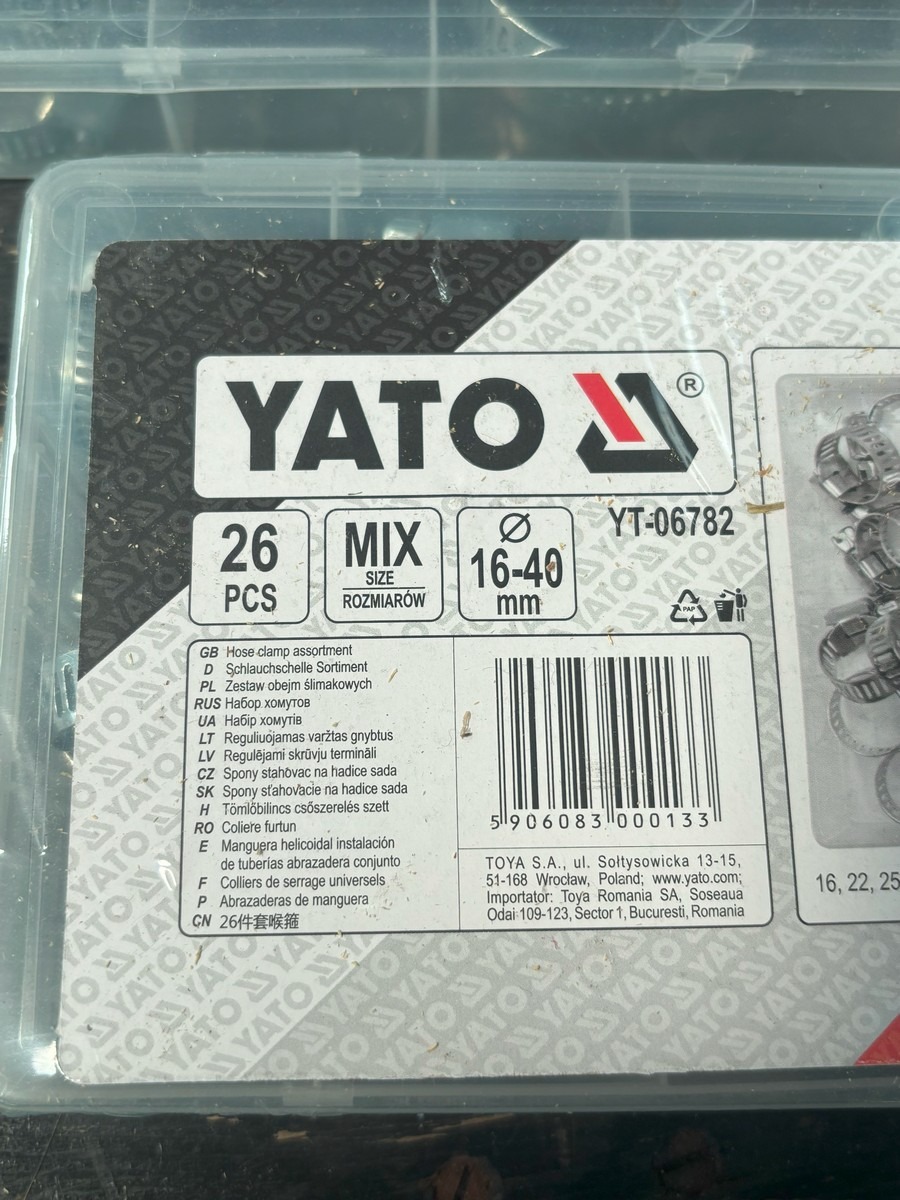 YATO ®
26
PCS
MIX
SIZE
ROZMIARÓW
Ø
16-40
mm
YT-06782
PAP
GB Hose clamp assortment
D Schlauchschelle Sortiment
PL Zestaw obejm ślimakowych
RUS Набор хомутов
UA Набір хомутів
LT Reguliuojamas varžtas gnybtus
LV Regulējami skrūvju termināli
CZ Spony stahovac na hadice sada
SK Spony sťahovacie na hadice sada
H Tömlőbilincs csőszerelés szett
RO Coliere furtun
E Manguera helicoidal instalación
de tuberías abrazadera conjunto
F Colliers de serrage universels
P Abrazaderas de manguera
CN 26件套喉箍
5 906083 000133
TOYA S.A., ul. Sołtysowicka 13-15,
51-168 Wrocław, Poland; www.yato.com;
Importator: Toya Romania SA, Soseaua
Odai 109-123, Sector 1, Bucuresti, Romania
16, 22, 25